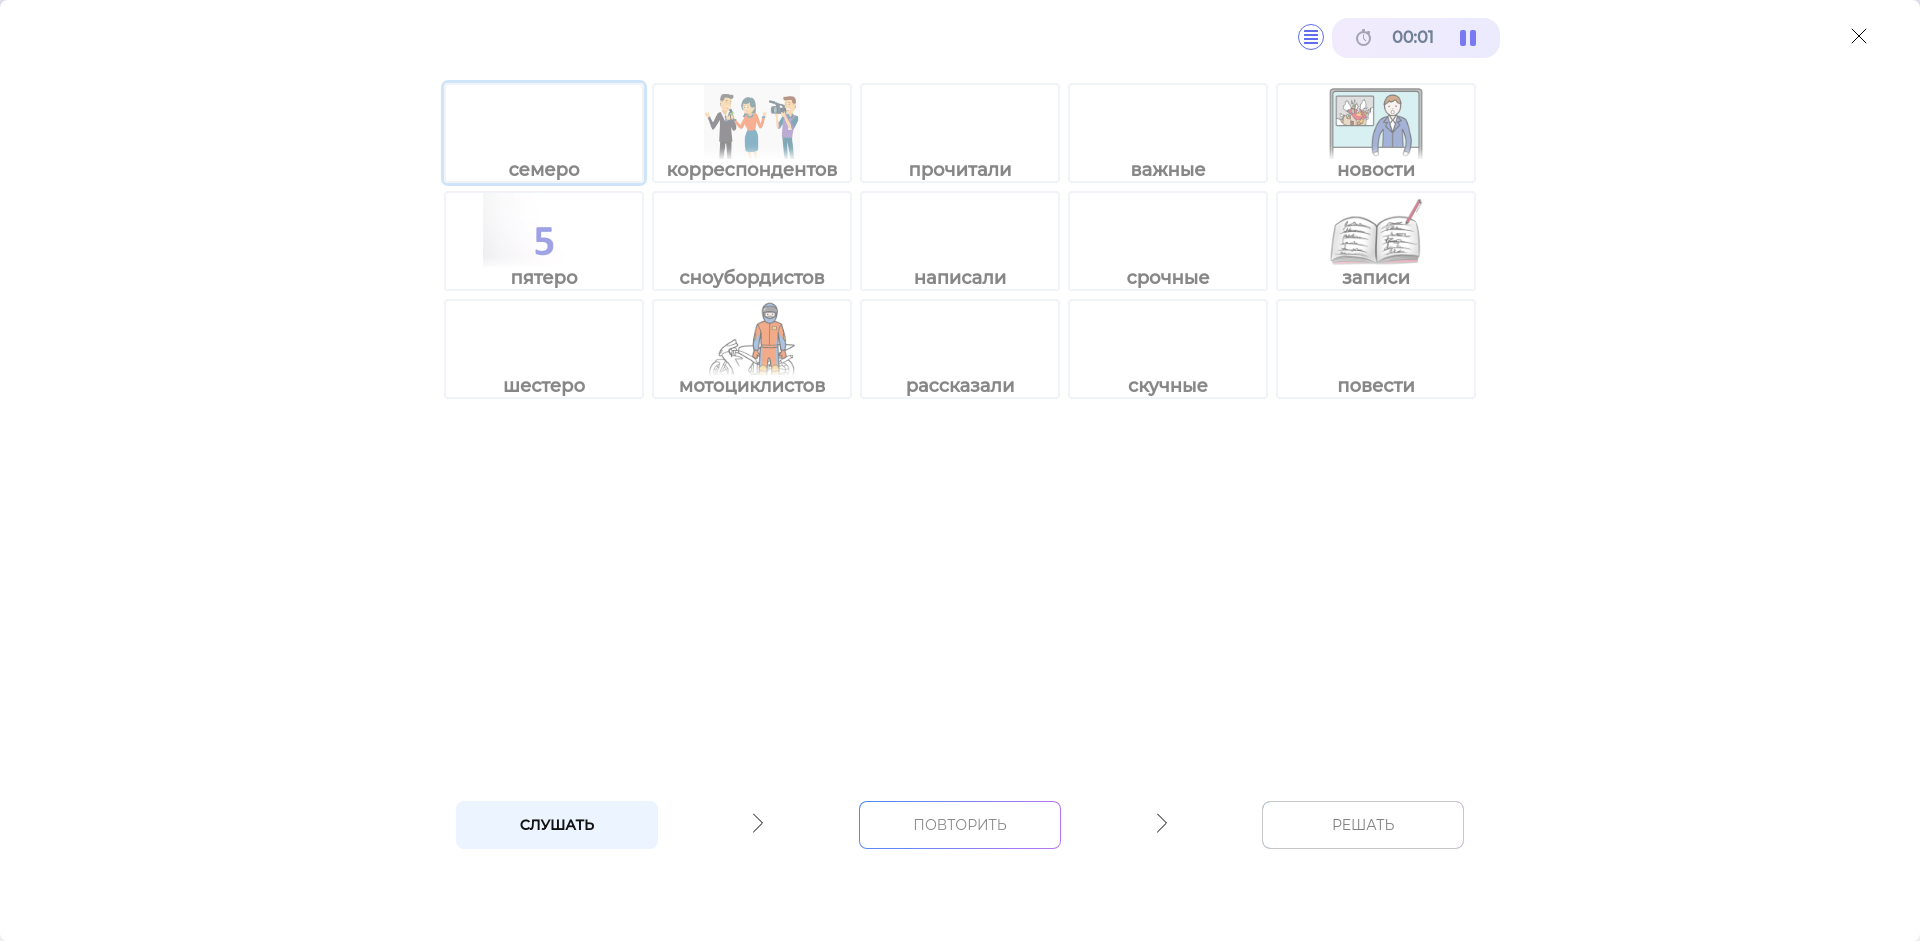 00:01
семеро корреспондентов прочитали важные новости
5
пятеро сноубордистов написали срочные записи
шестеро мотоциклистов рассказали скучные повести
СЛУШАТЬ ПОВТОРИТЬ РЕШАТЬ